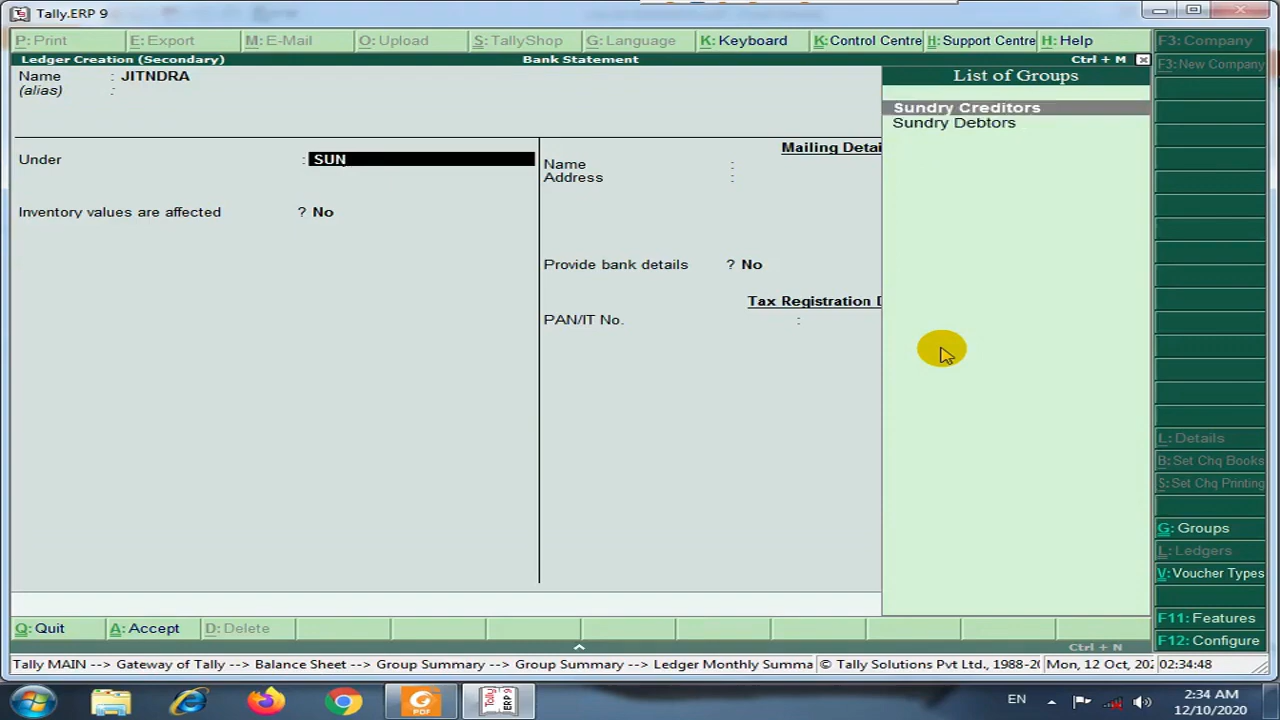 Tally.ERP 9
P: Print E: Export M: E-Mail O: Upload S: TallyShop G: Language K: Keyboard K: Control Centre H: Support Centre H: Help F3: Company
Ledger Creation (Secondary) Bank Statement Ctrl + M F3: New Company
Name : JITNDRA List of Groups
(alias) :
Sundry Creditors
Sundry Debtors
Mailing Detai
Under : SUN Name :
Address :
Inventory values are affected ? No
Provide bank details ? No
Tax Registration D
PAN/IT No. :
L: Details
B: Set Chq Books
S: Set Chq Printing
G: Groups
L: Ledgers
V: Voucher Types
F11: Features
Q: Quit A: Accept D: Delete F12: Configure
Ctrl + N
Tally MAIN --> Gateway of Tally --> Balance Sheet --> Group Summary --> Group Summary --> Ledger Monthly Summa © Tally Solutions Pvt Ltd., 1988-20 Mon, 12 Oct, 202 02:34:48
PDF 9 EN 2:34 AM
12/10/2020